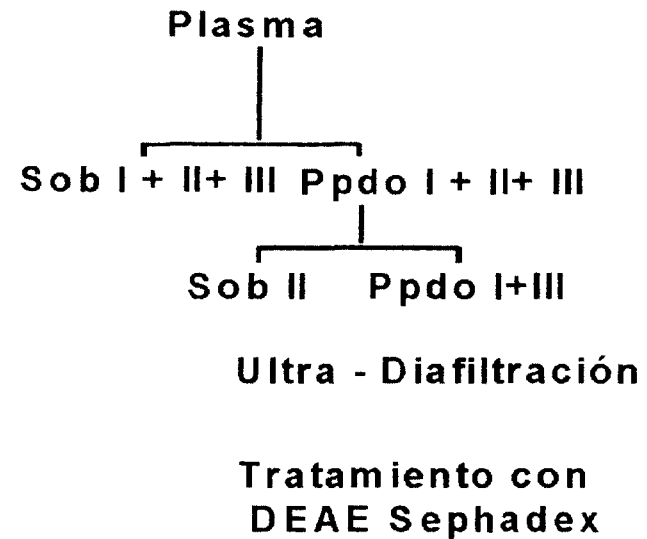 Plasma
Sob I + II+ III Ppdo I + II+ III
Sob II Ppdo I+III
Ultra - Diafiltración
Tratamiento con
DEAE Sephadex